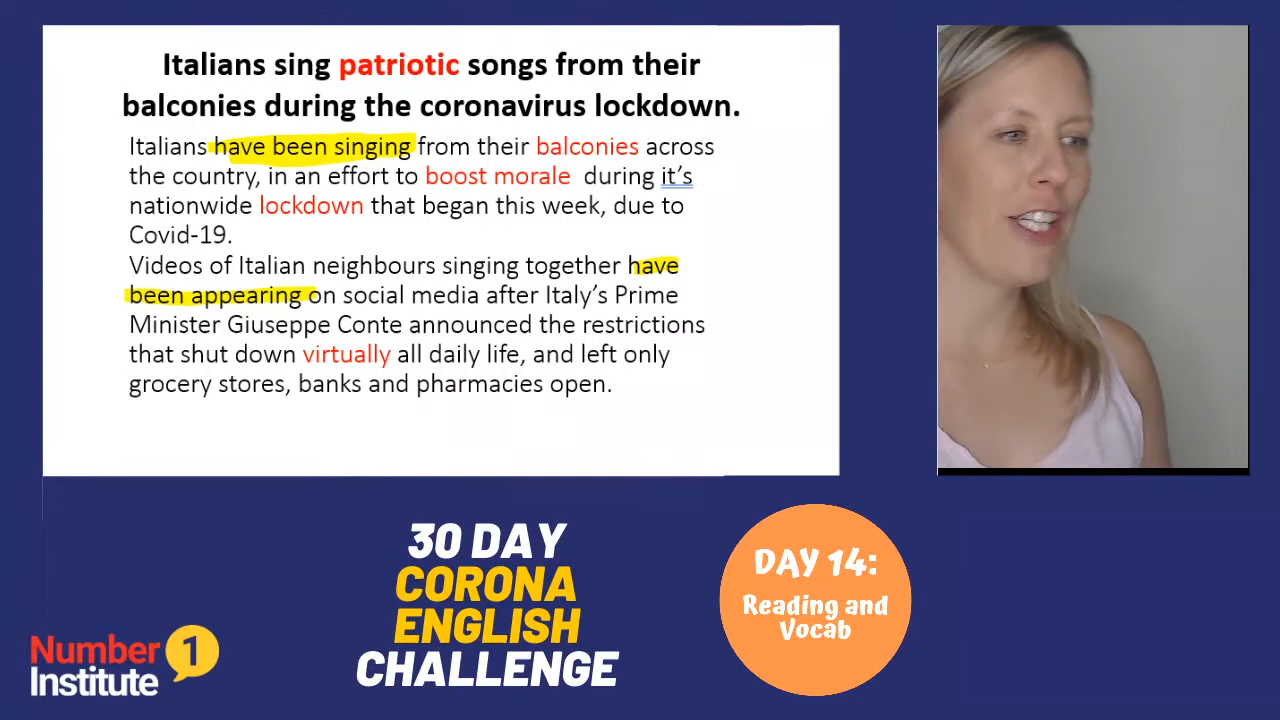 Italians sing patriotic songs from their
balconies during the coronavirus lockdown.
Italians have been singing from their balconies across
the country, in an effort to boost morale during it's
nationwide lockdown that began this week, due to
Covid-19.
Videos of Italian neighbours singing together have
been appearing on social media after Italy's Prime
Minister Giuseppe Conte announced the restrictions
that shut down virtually all daily life, and left only
grocery stores, banks and pharmacies open.
30 DAY
CORONA
ENGLISH
CHALLENGE
DAY 14:
Reading and
Vocab
Number 1
Institute